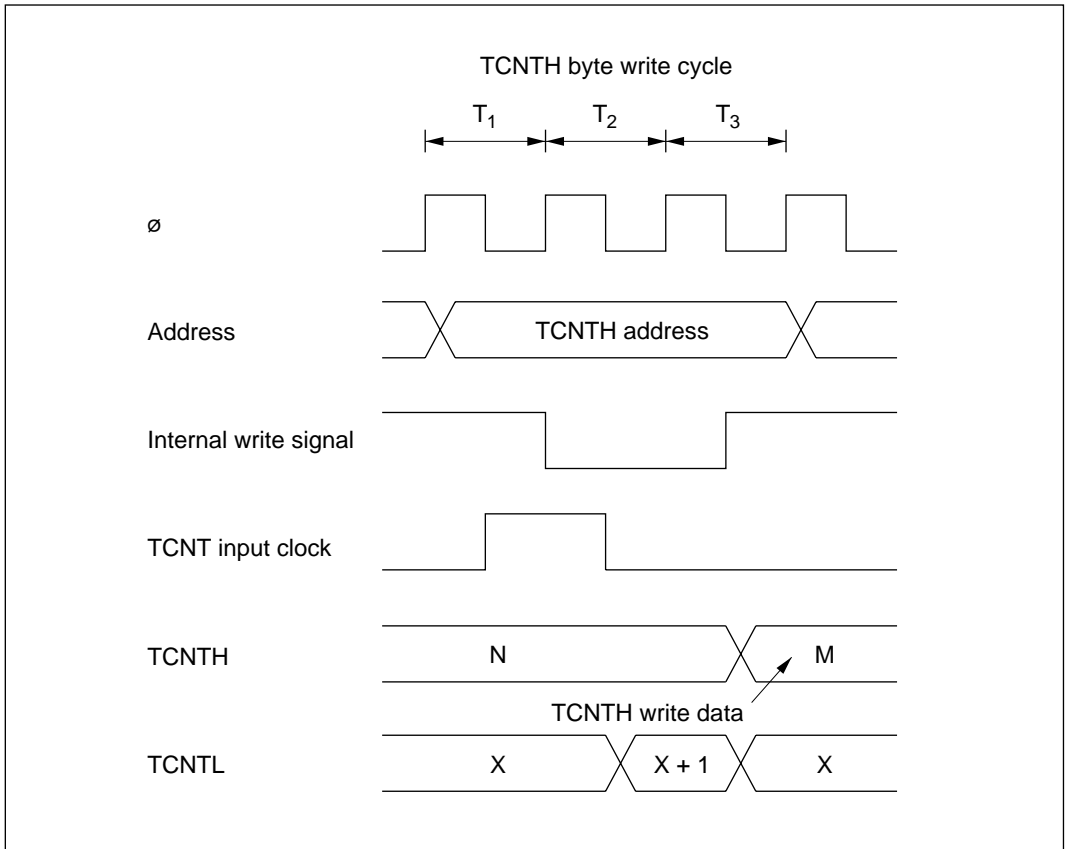 TCNTH byte write cycle
T1 T2 T3
ø
Address
TCNTH address
Internal write signal
TCNT input clock
TCNTH
N
M
TCNTH write data
TCNTL
X
X + 1
X